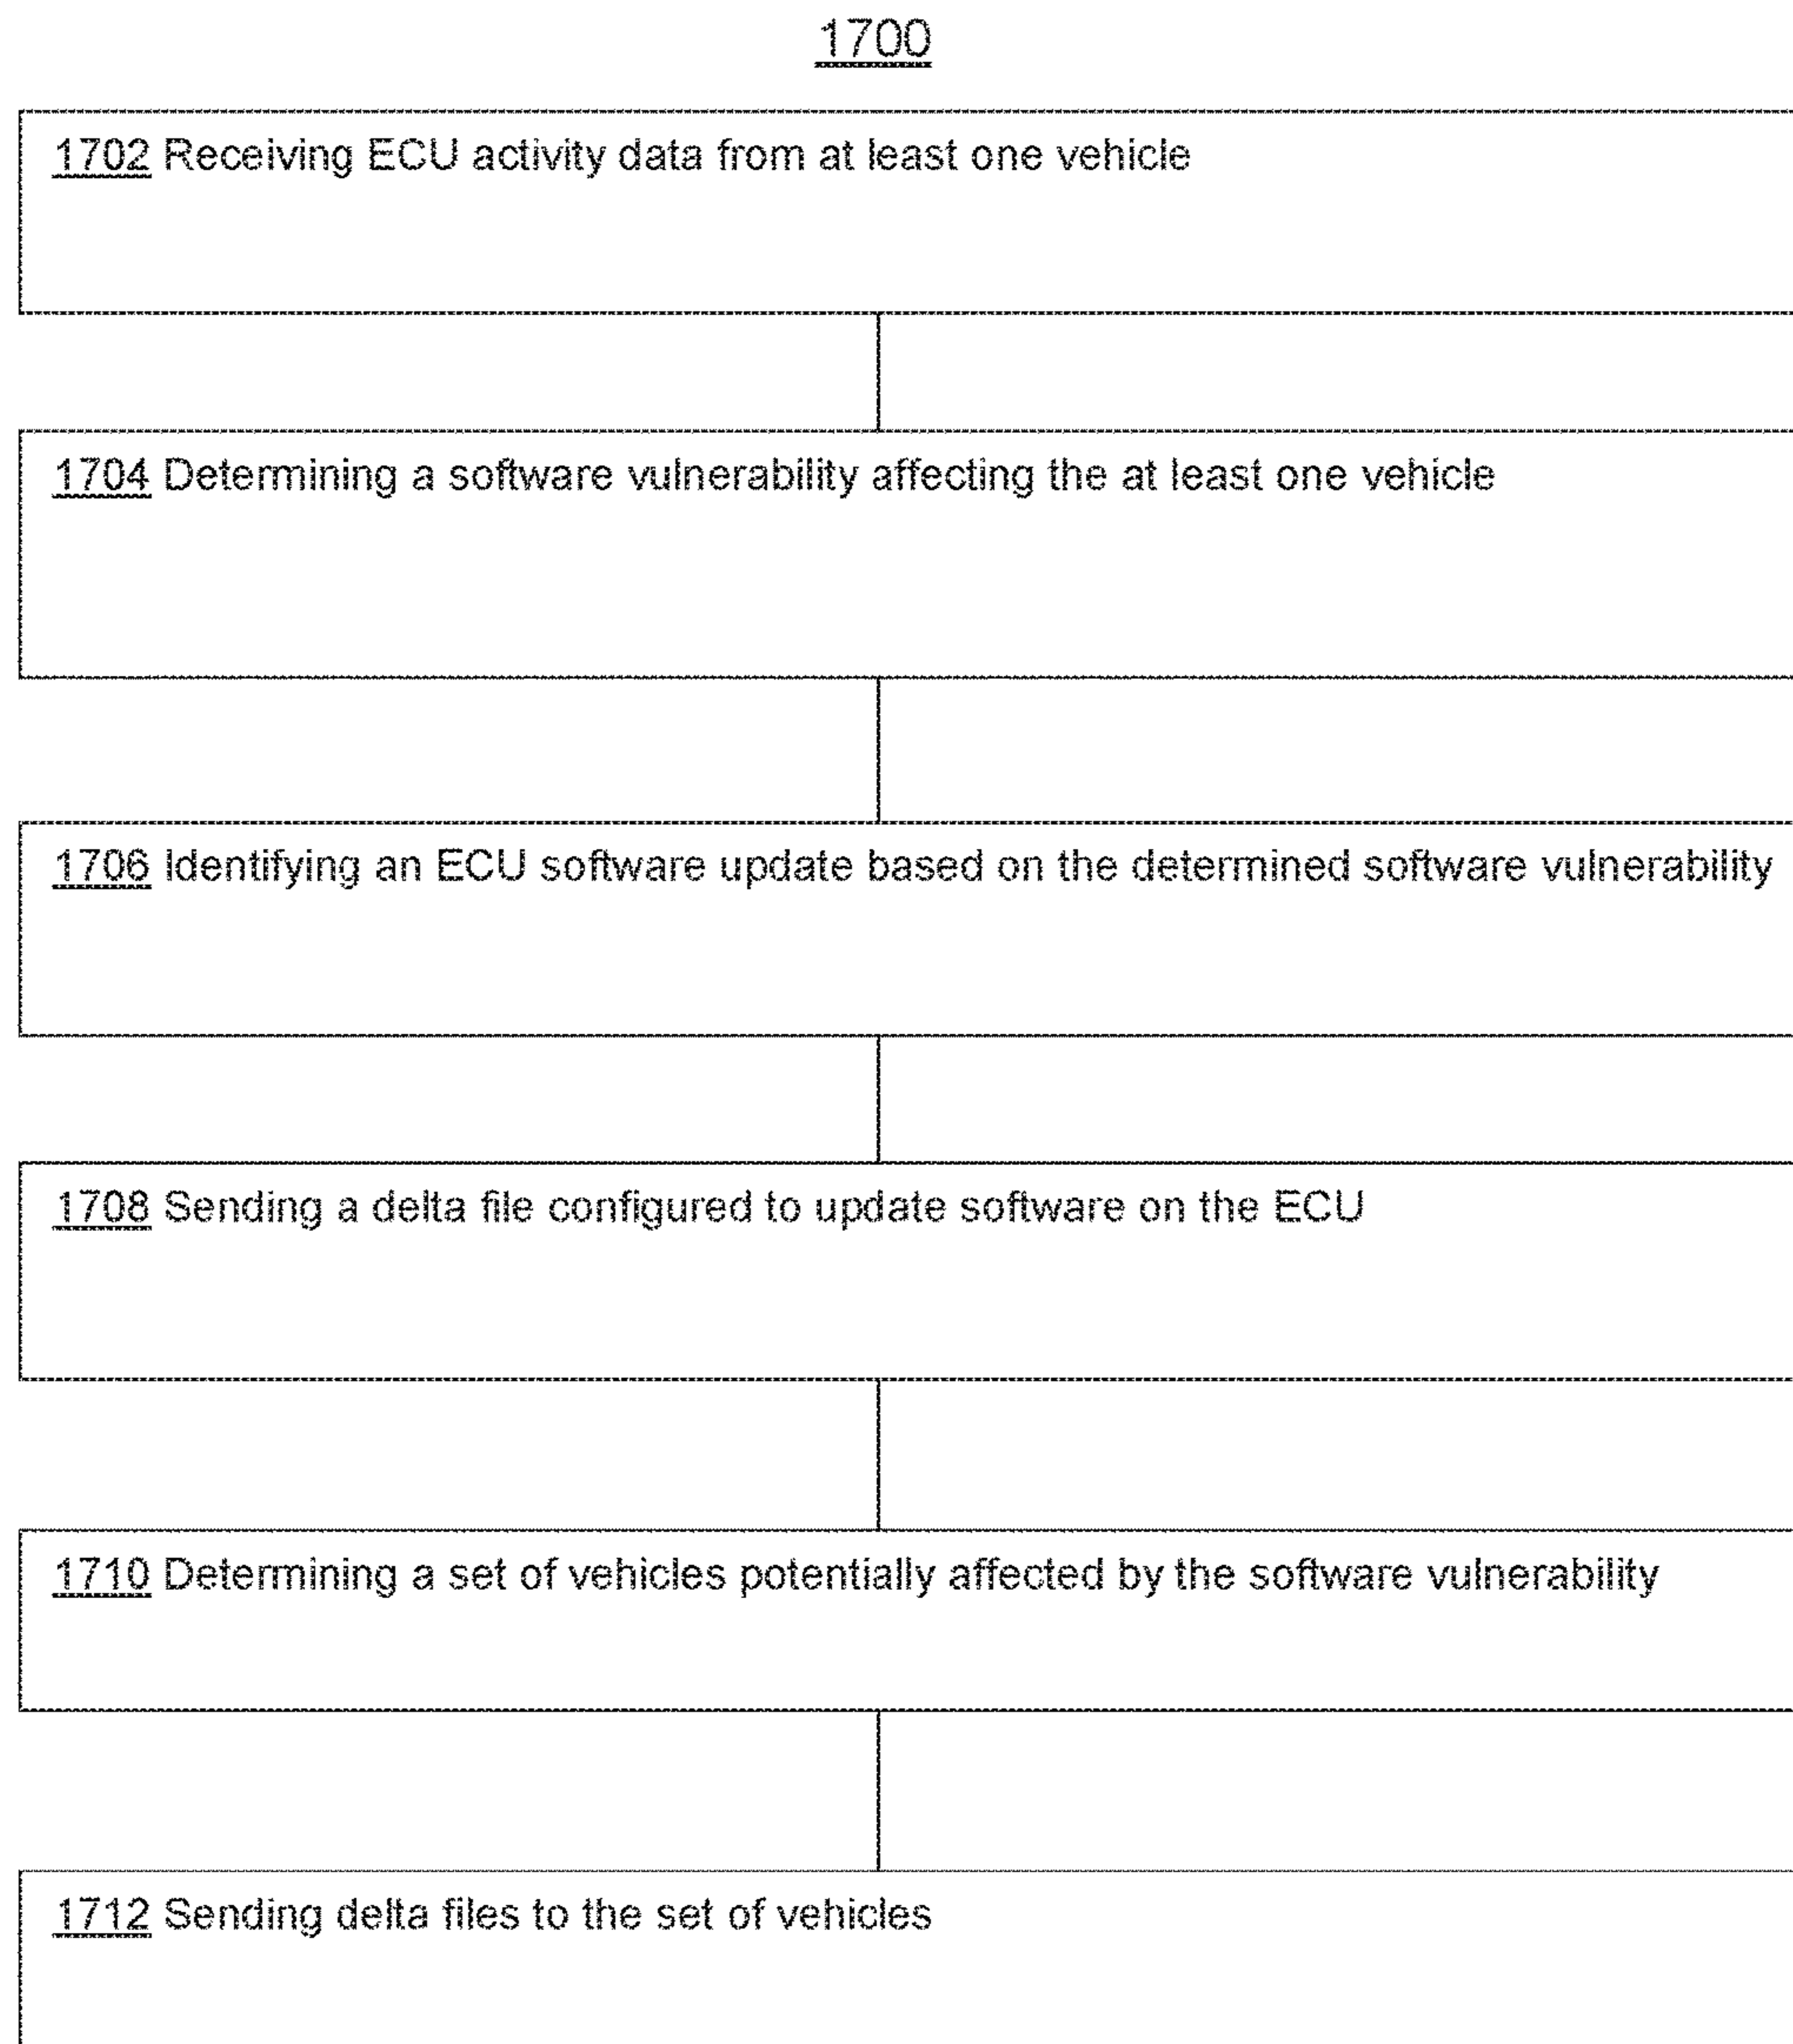 1700
1702 Receiving ECU activity data from at least one vehicle
1704 Determining a software vulnerability affecting the at least one vehicle
1706 Identifying an ECU software update based on the determined software vulnerability
1708 Sending a delta file configured to update software on the ECU
1710 Determining a set of vehicles potentially affected by the software vulnerability
1712 Sending delta files to the set of vehicles